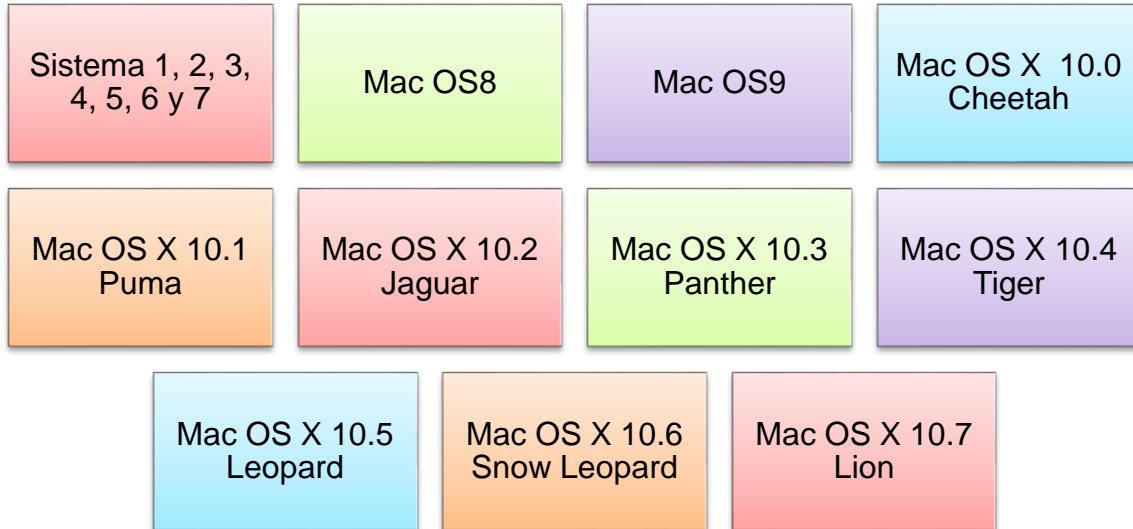 Sistema 1, 2, 3,
4, 5, 6 y 7
Mac OS8
Mac OS9
Mac OS X  10.0
Cheetah
Mac OS X 10.1
Puma
Mac OS X 10.2
Jaguar
Mac OS X 10.3
Panther
Mac OS X 10.4
Tiger
Mac OS X 10.5
Leopard
Mac OS X 10.6
Snow Leopard
Mac OS X 10.7
Lion